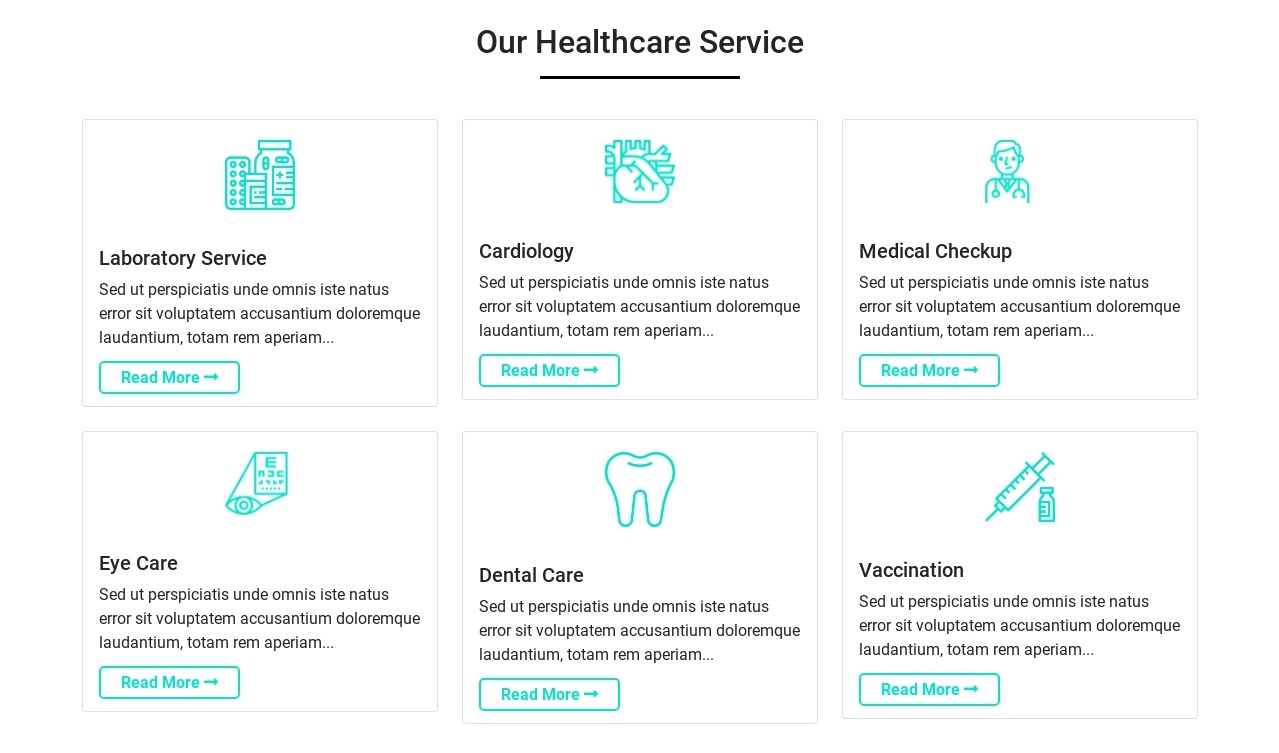 Our Healthcare Service
Laboratory Service
Sed ut perspiciatis unde omnis iste natus
error sit voluptatem accusantium doloremque
laudantium, totam rem aperiam...
Read More
Cardiology
Sed ut perspiciatis unde omnis iste natus
error sit voluptatem accusantium doloremque
laudantium, totam rem aperiam...
Read More
Medical Checkup
Sed ut perspiciatis unde omnis iste natus
error sit voluptatem accusantium doloremque
laudantium, totam rem aperiam...
Read More
Eye Care
Sed ut perspiciatis unde omnis iste natus
error sit voluptatem accusantium doloremque
laudantium, totam rem aperiam...
Read More
Dental Care
Sed ut perspiciatis unde omnis iste natus
error sit voluptatem accusantium doloremque
laudantium, totam rem aperiam...
Read More
Vaccination
Sed ut perspiciatis unde omnis iste natus
error sit voluptatem accusantium doloremque
laudantium, totam rem aperiam...
Read More